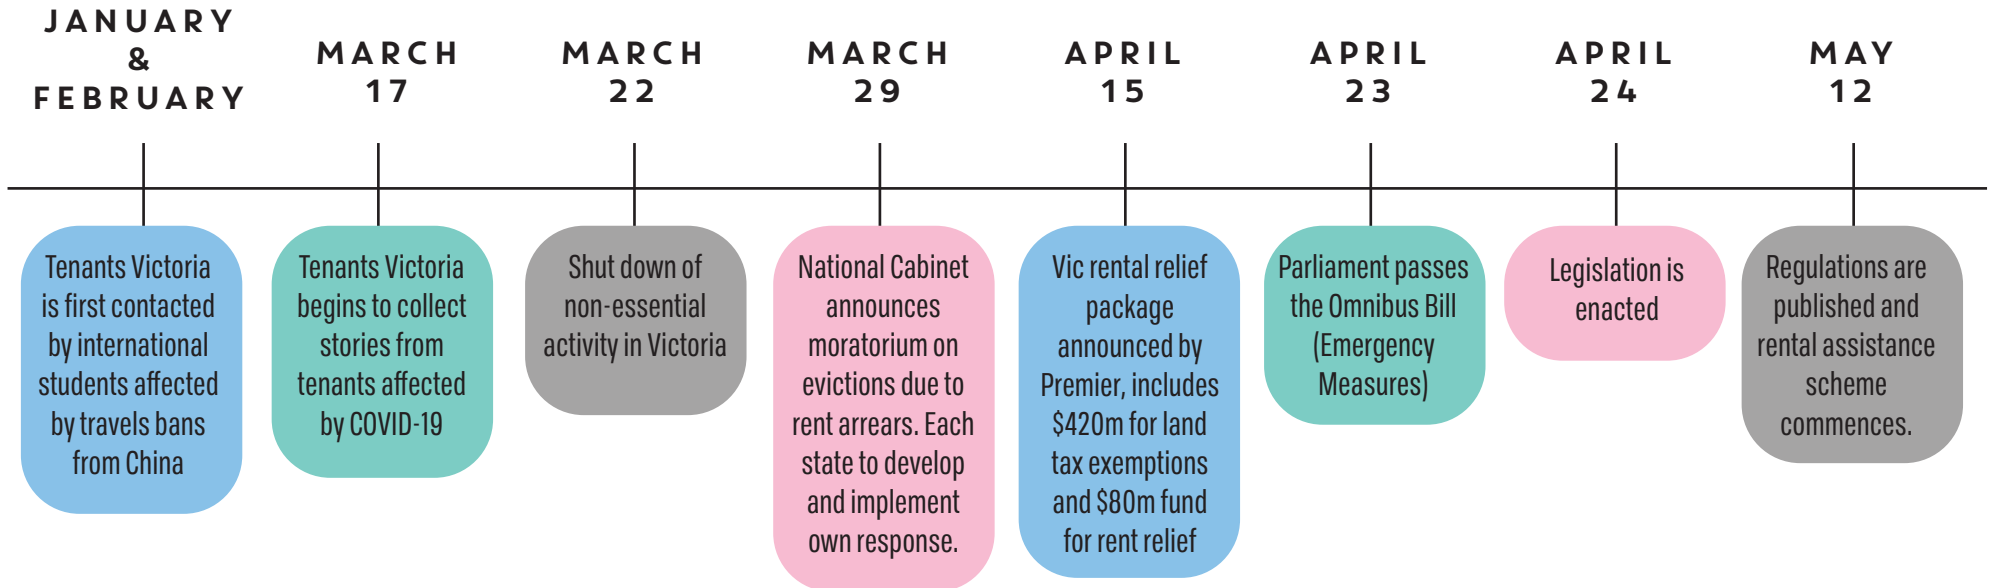 JANUARY
&
FEBRUARY
MARCH
17
MARCH
22
MARCH
29
APRIL
15
APRIL
23
APRIL
24
MAY
12
Tenants Victoria
is first contacted
by international
students affected
by travels bans
from China
Tenants Victoria
begins to collect
stories from
tenants affected
by COVID-19
Shut down of
non-essential
activity in Victoria
National Cabinet
announces
moratorium on
evictions due to
rent arrears. Each
state to develop
and implement
own response.
Vic rental relief
package
announced by
Premier, includes
$420m for land
tax exemptions
and $80m fund
for rent relief
Parliament passes
the Omnibus Bill
(Emergency
Measures)
Legislation is
enacted
Regulations are
published and
rental assistance
scheme
commences.